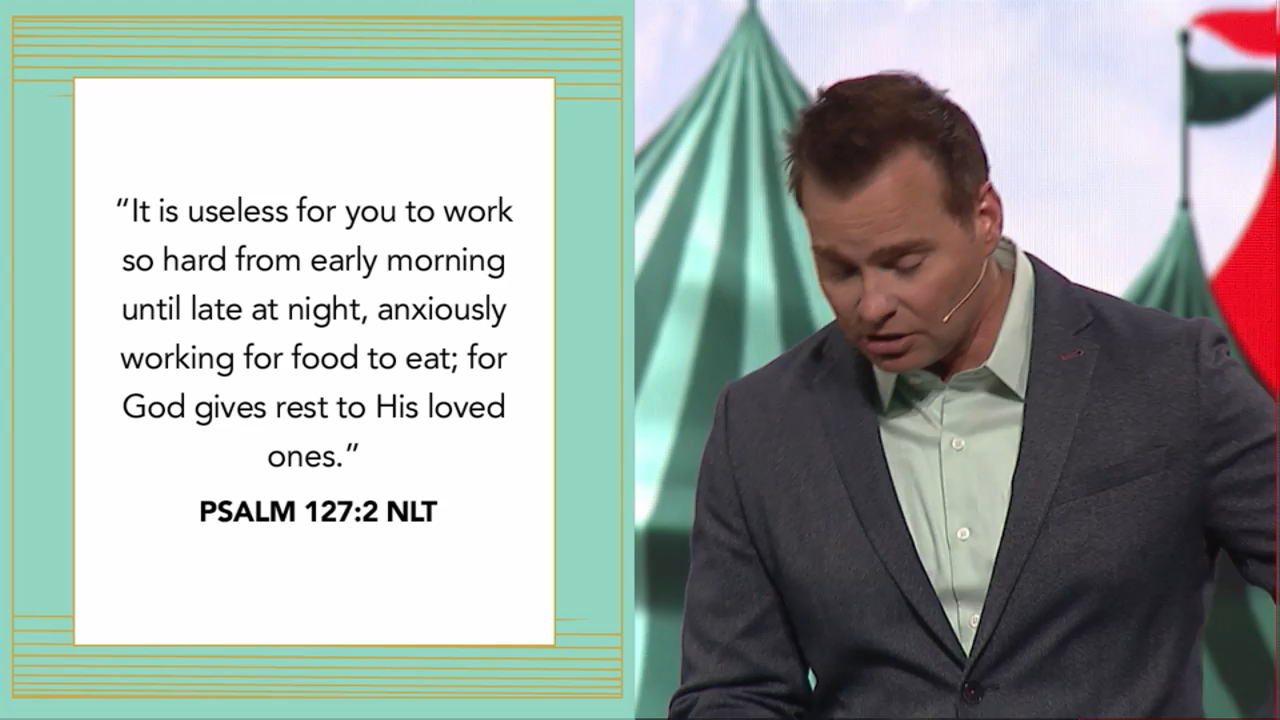 “It is useless for you to work
so hard from early morning
until late at night, anxiously
working for food to eat; for
God gives rest to His loved
ones.”
PSALM 127:2 NLT